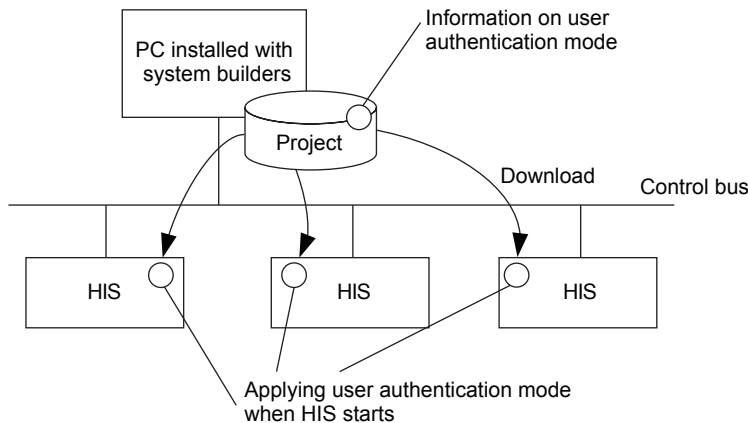 Information on user
authentication mode
PC installed with
system builders
Project
Download
Control bus
HIS
HIS
HIS
Applying user authentication mode
when HIS starts